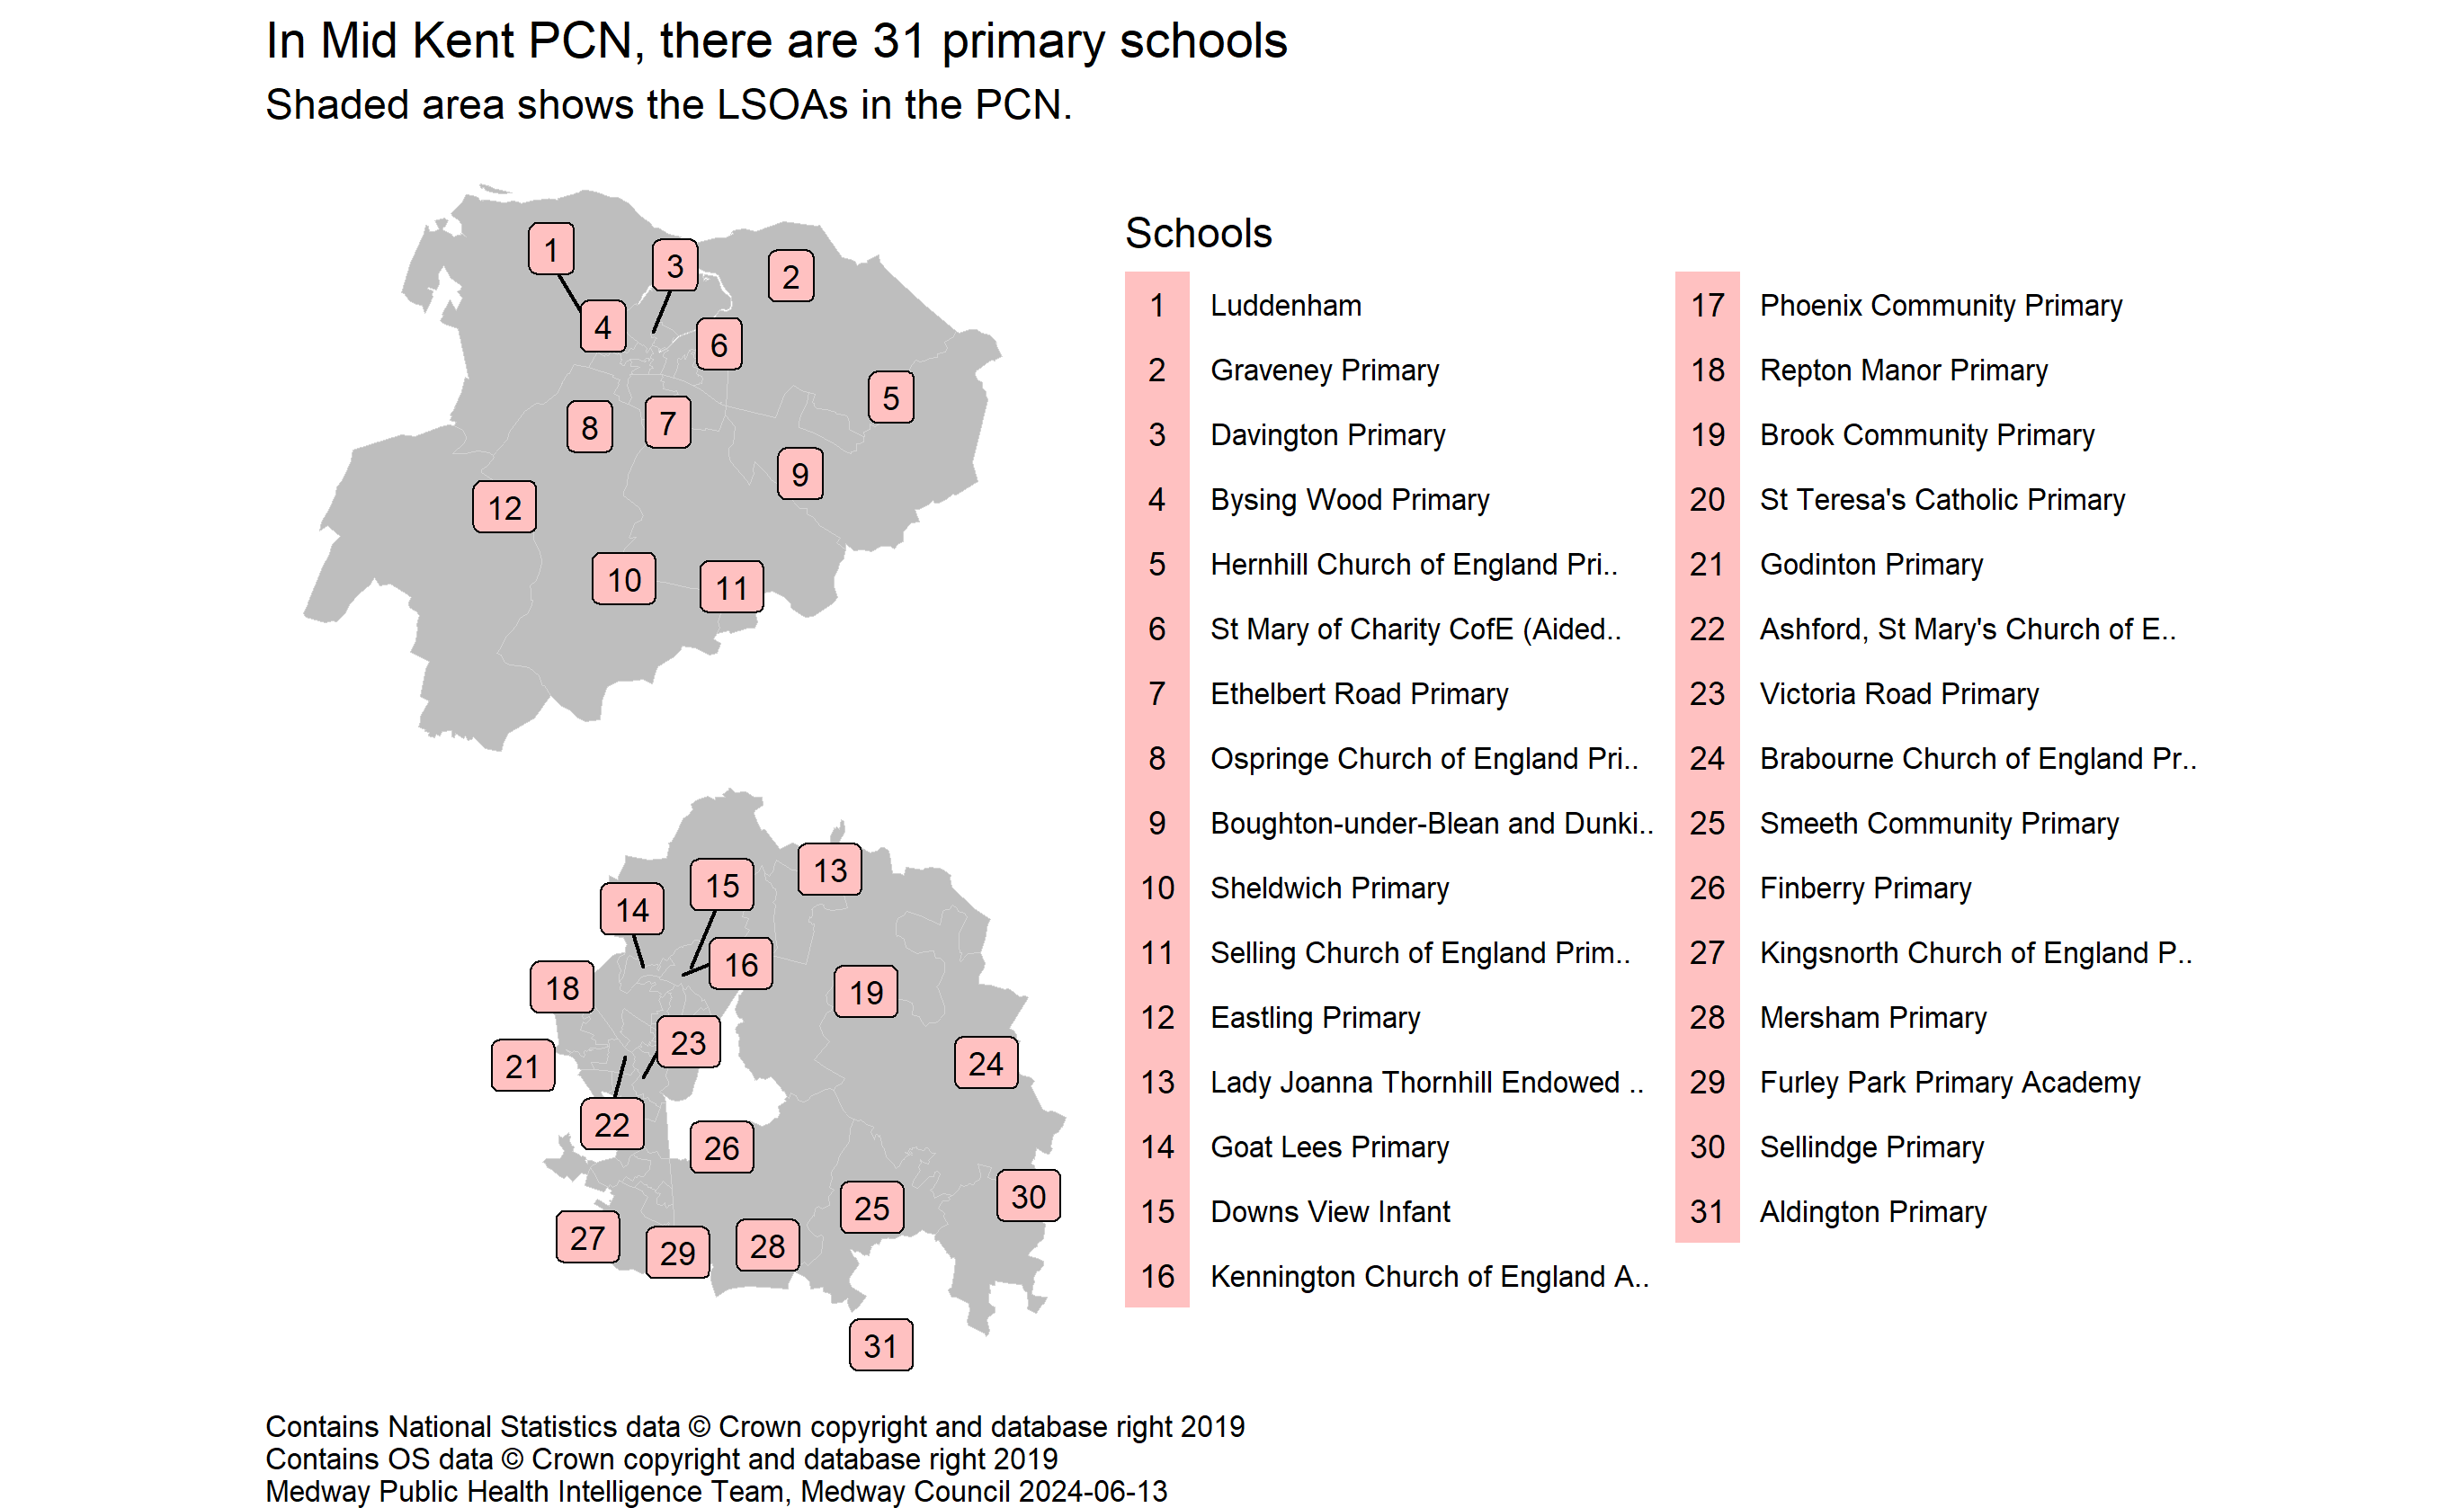 In Mid Kent PCN, there are 31 primary schools
Shaded area shows the LSOAs in the PCN.
1
3
2
4
6
5
8
7
9
12
10
11
13
15
14
16
18
19
23
21
24
22
26
30
25
27
28
29
31
Schools
1 Luddenham
2 Graveney Primary
3 Davington Primary
4 Bysing Wood Primary
5 Hernhill Church of England Pri..
6 St Mary of Charity CofE (Aided..
7 Ethelbert Road Primary
8 Ospringe Church of England Pri..
9 Boughton-under-Blean and Dunki..
10 Sheldwich Primary
11 Selling Church of England Prim..
12 Eastling Primary
13 Lady Joanna Thornhill Endowed ..
14 Goat Lees Primary
15 Downs View Infant
16 Kennington Church of England A..
17 Phoenix Community Primary
18 Repton Manor Primary
19 Brook Community Primary
20 St Teresa's Catholic Primary
21 Godinton Primary
22 Ashford, St Mary's Church of E..
23 Victoria Road Primary
24 Brabourne Church of England Pr..
25 Smeeth Community Primary
26 Finberry Primary
27 Kingsnorth Church of England P..
28 Mersham Primary
29 Furley Park Primary Academy
30 Sellindge Primary
31 Aldington Primary
Contains National Statistics data © Crown copyright and database right 2019
Contains OS data © Crown copyright and database right 2019
Medway Public Health Intelligence Team, Medway Council 2024-06-13